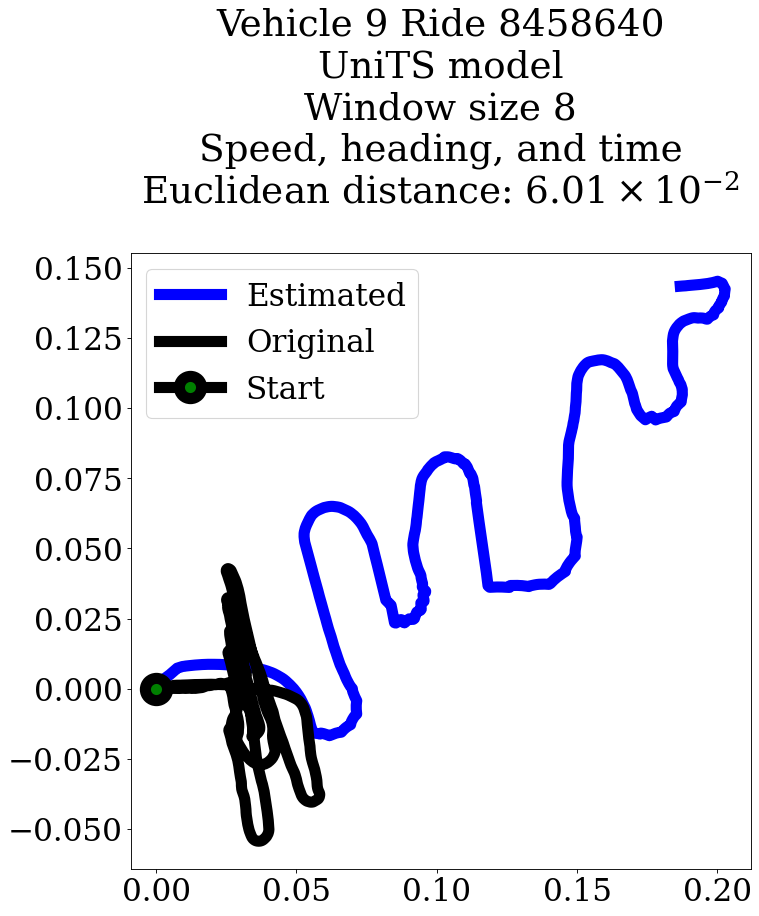 Vehicle 9 Ride 8458640
UniTS model
Window size 8
Speed, heading, and time
Euclidean distance: 6.01 × 10⁻²
0.150
Estimated
0.125
Original
0.100
Start
0.075
0.050
0.025
0.000
−0.025
−0.050
0.00 0.05 0.10 0.15 0.20